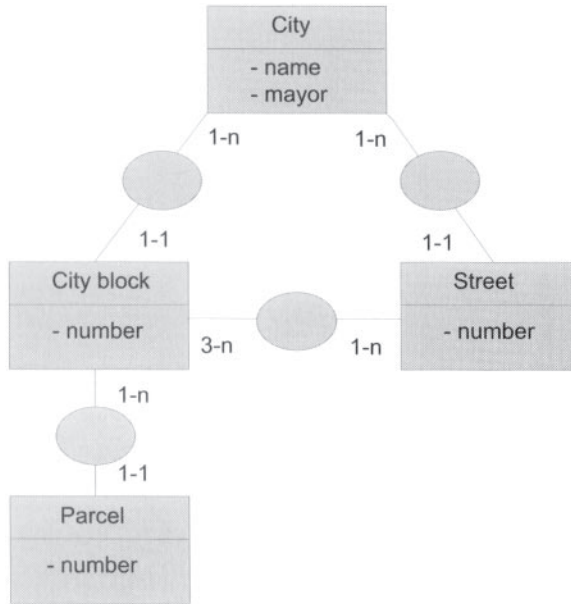 City
- name
- mayor
1-n
1-n
1-1
1-1
City block
- number
Street
- number
3-n
1-n
1-n
1-1
Parcel
- number